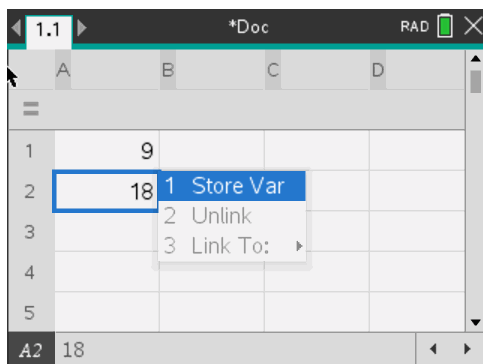 1.1 *Doc RAD
A B C D
=
1 9
2 18
3
4
5
1 Store Var
2 Unlink
3 Link To:
A2 18